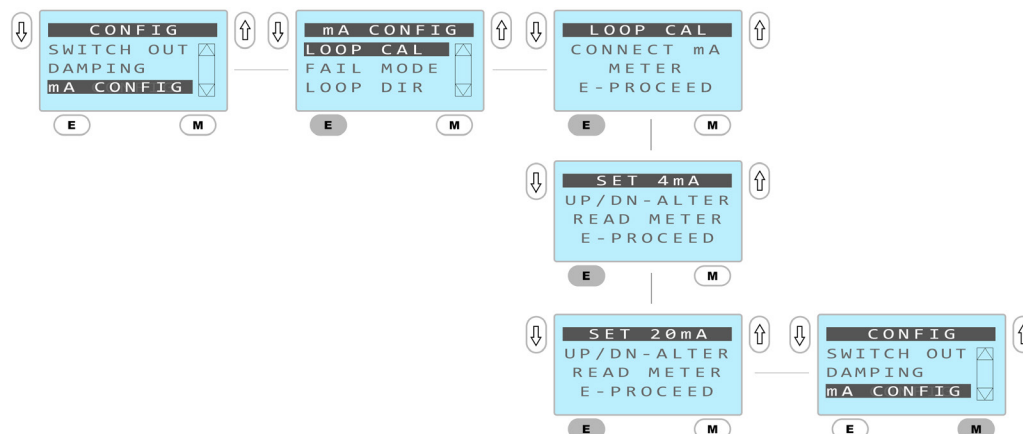 CONFIG
SWITCH OUT
DAMPING
mA CONFIG
E
M
mA CONFIG
LOOP CAL
FAIL MODE
LOOP DIR
E
M
LOOP CAL
CONNECT mA
METER
E-PROCEED
E
M
SET 4mA
UP/DN-ALTER
READ METER
E-PROCEED
E
M
SET 20mA
UP/DN-ALTER
READ METER
E-PROCEED
E
M
CONFIG
SWITCH OUT
DAMPING
mA CONFIG
E
M